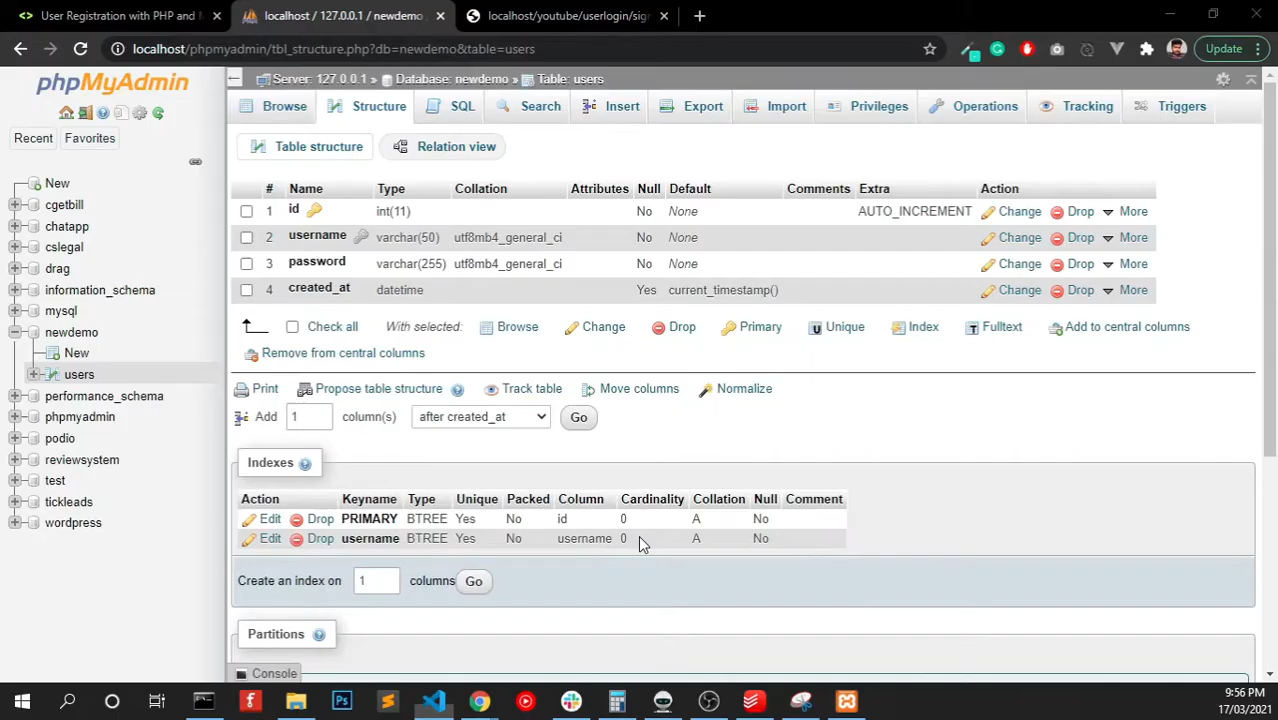 User Registration with PHP and M
localhost / 127.0.0.1 / newdemo
localhost/youtube/userlogin/sign
localhost/phpmyadmin/tbl_structure.php?db=newdemo&table=users
Update
phpMyAdmin
Recent
Favorites
New
cgetbill
chatapp
cslegal
drag
information_schema
mysql
newdemo
New
users
performance_schema
phpmyadmin
podio
reviewsystem
test
tickleads
wordpress
Server: 127.0.0.1 » Database: newdemo » Table: users
Browse Structure SQL Search Insert Export Import Privileges Operations Tracking Triggers
Table structure Relation view
# Name Type Collation Attributes Null Default Comments Extra Action
1 id int(11) No None AUTO_INCREMENT Change Drop More
2 username varchar(50) utf8mb4_general_ci No None Change Drop More
3 password varchar(255) utf8mb4_general_ci No None Change Drop More
4 created_at datetime Yes current_timestamp() Change Drop More
Check all With selected: Browse Change Drop Primary Unique Index Fulltext Add to central columns
Remove from central columns
Print Propose table structure Track table Move columns Normalize
Add 1 column(s) after created_at Go
Indexes
Action Keyname Type Unique Packed Column Cardinality Collation Null Comment
Edit Drop PRIMARY BTREE Yes No id 0 A No
Edit Drop username BTREE Yes No username 0 A No
Create an index on 1 columns Go
Partitions
Console
9:56 PM
17/03/2021